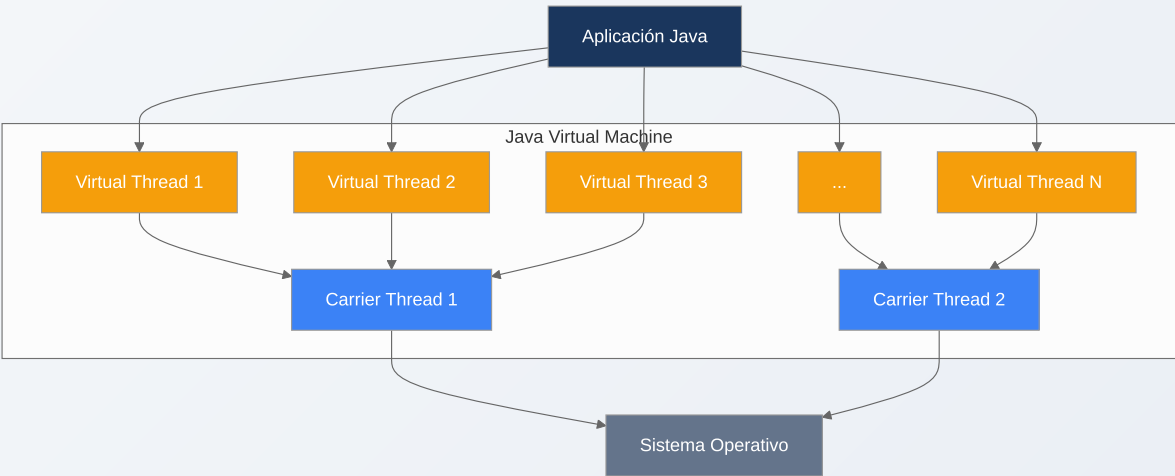 Aplicación Java
Java Virtual Machine
Virtual Thread 1
Virtual Thread 2
Virtual Thread 3
...
Virtual Thread N
Carrier Thread 1
Carrier Thread 2
Sistema Operativo